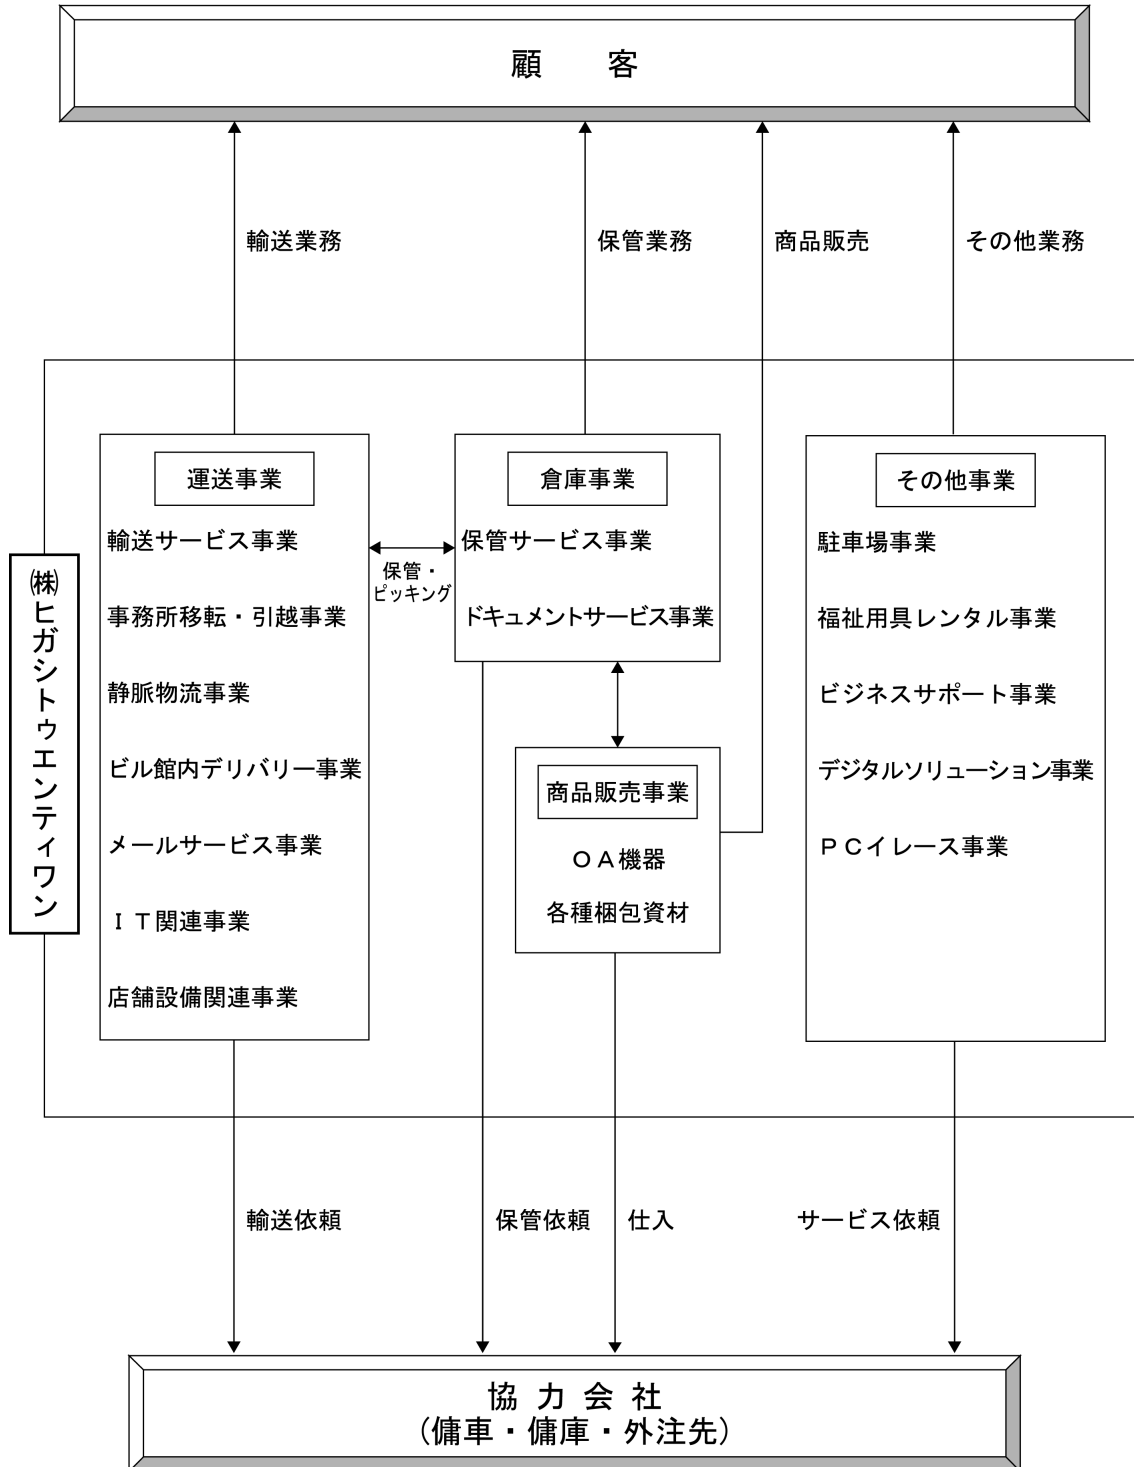 顧客
輸送業務
保管業務
商品販売
その他業務
㈱ヒガシトゥエンティワン
運送事業
輸送サービス事業
事務所移転・引越事業
静脈物流事業
ビル館内デリバリー事業
メールサービス事業
ＩＴ関連事業
店舗設備関連事業
保管・
ピッキング
倉庫事業
保管サービス事業
ドキュメントサービス事業
商品販売事業
ＯＡ機器
各種梱包資材
その他事業
駐車場事業
福祉用具レンタル事業
ビジネスサポート事業
デジタルソリューション事業
ＰＣイレース事業
輸送依頼
保管依頼
仕入
サービス依頼
協力会社
（傭車・傭庫・外注先）